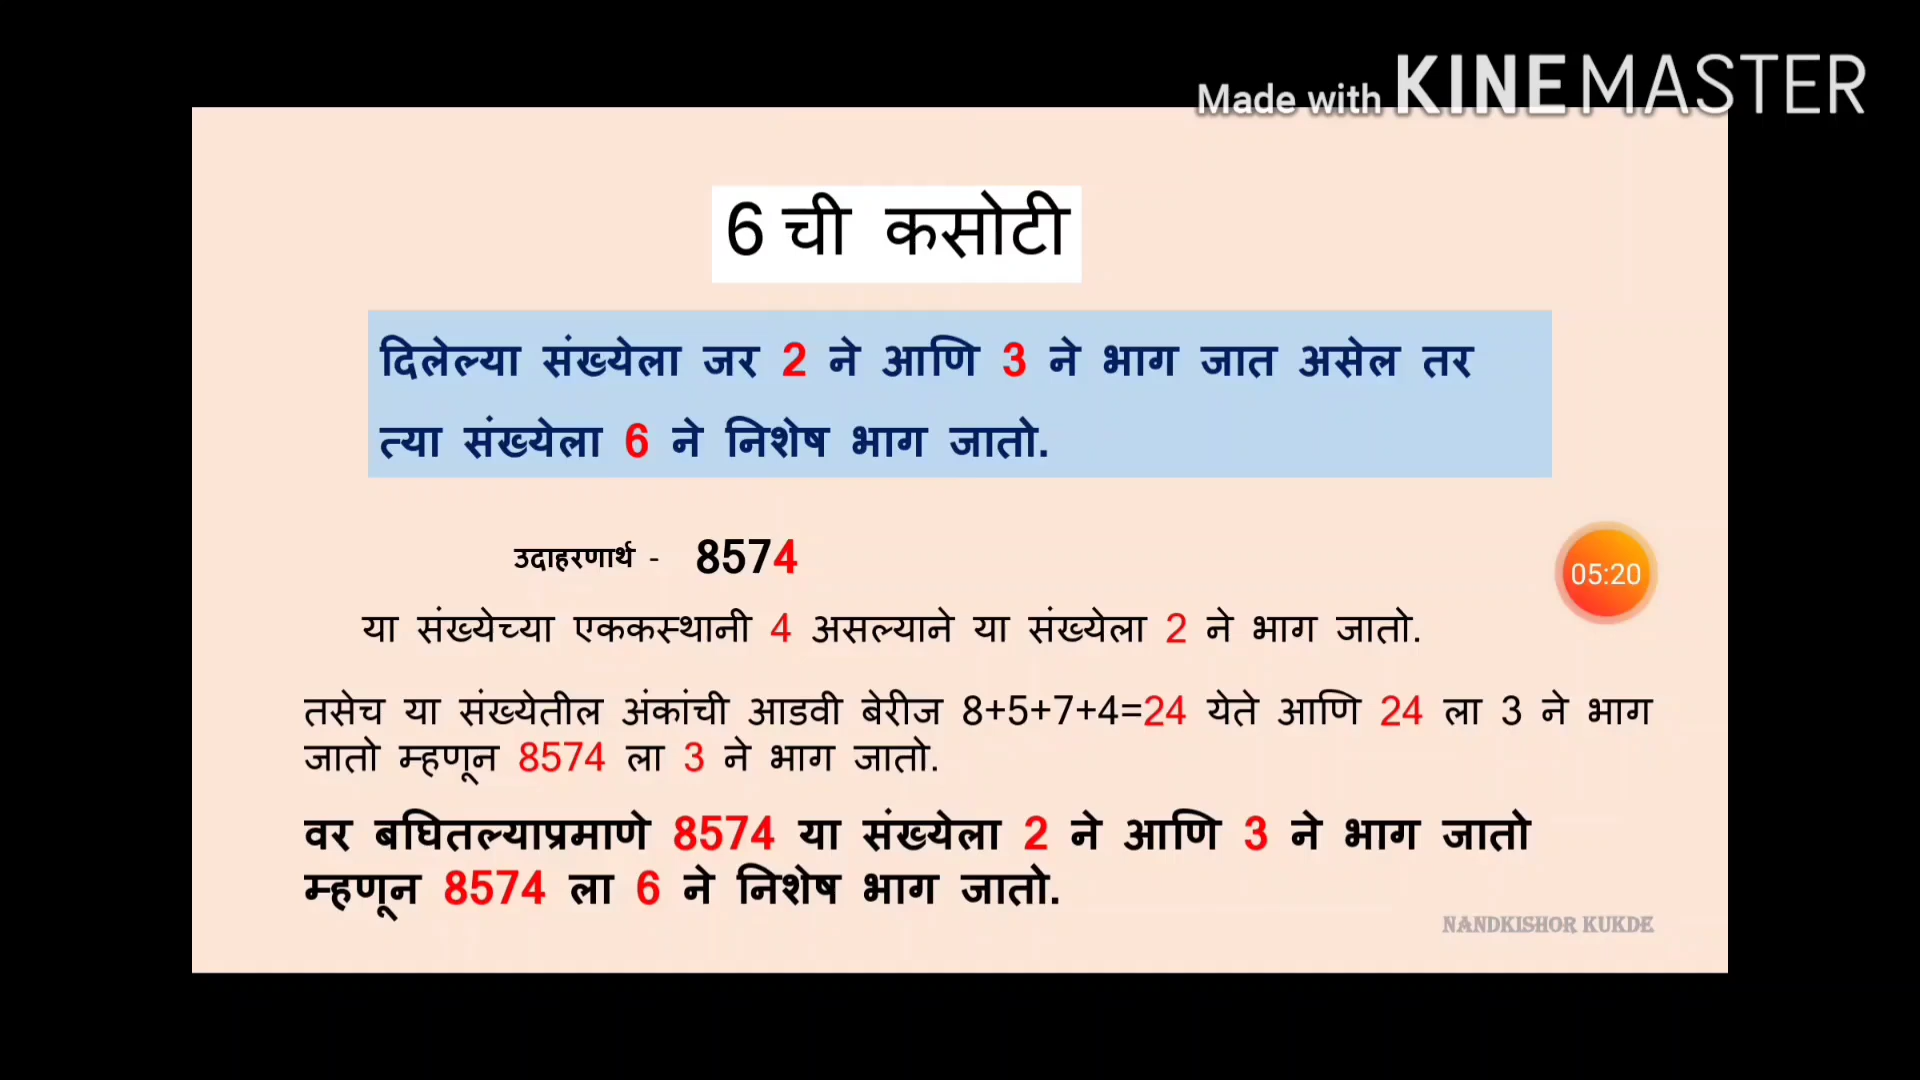 Made with KINEMASTER
6 ची कसोटी
दिलेल्या संख्येला जर 2 ने आणि 3 ने भाग जात असेल तर
त्या संख्येला 6 ने निशेष भाग जातो.
उदाहरणार्थ - 8574
05:20
या संख्येच्या एककस्थानी 4 असल्याने या संख्येला 2 ने भाग जातो.
तसेच या संख्येतील अंकांची आडवी बेरीज 8+5+7+4=24 येते आणि 24 ला 3 ने भाग
जातो म्हणून 8574 ला 3 ने भाग जातो.
वर बघितल्याप्रमाणे 8574 या संख्येला 2 ने आणि 3 ने भाग जातो
म्हणून 8574 ला 6 ने निशेष भाग जातो.
NANDKISHOR KUKDE